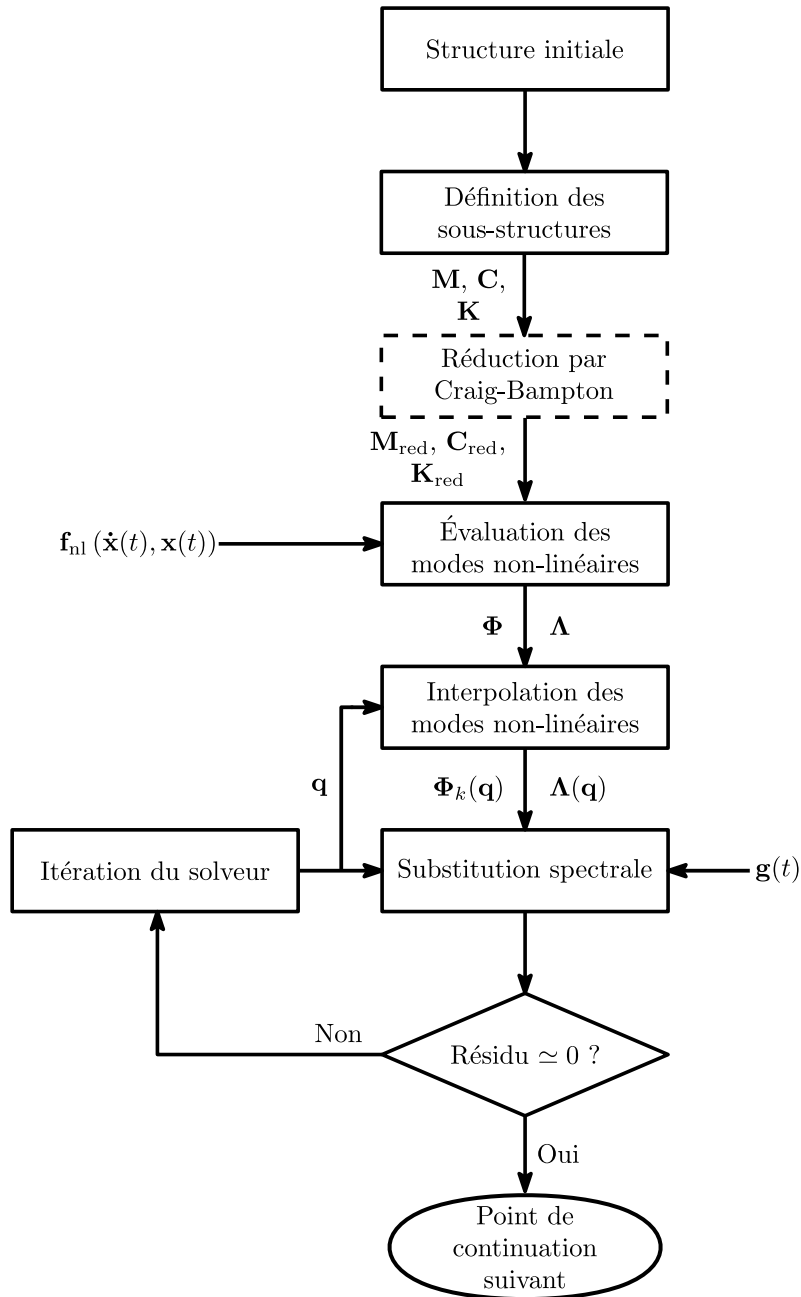 Structure initiale
Définition des
sous-structures
M, C,
K
Réduction par
Craig-Bampton
M_red, C_red,
K_red
f_nl (ẋ(t), x(t))
Évaluation des
modes non-linéaires
Φ Λ
Interpolation des
modes non-linéaires
q
Φ_k(q) Λ(q)
Itération du solveur
Substitution spectrale
g(t)
Non
Résidu ≃ 0 ?
Oui
Point de
continuation
suivant